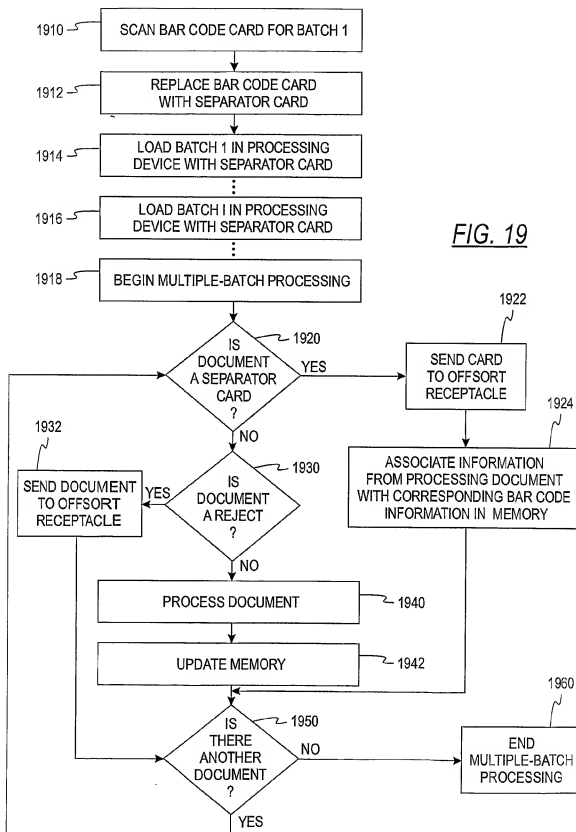 1910
SCAN BAR CODE CARD FOR BATCH 1
1912
REPLACE BAR CODE CARD
WITH SEPARATOR CARD
1914
LOAD BATCH 1 IN PROCESSING
DEVICE WITH SEPARATOR CARD
1916
LOAD BATCH I IN PROCESSING
DEVICE WITH SEPARATOR CARD
FIG. 19
1918
BEGIN MULTIPLE-BATCH PROCESSING
1920
IS
DOCUMENT
A SEPARATOR
CARD
?
YES
NO
1922
SEND CARD
TO OFFSORT
RECEPTACLE
1924
ASSOCIATE INFORMATION
FROM PROCESSING DOCUMENT
WITH CORRESPONDING BAR CODE
INFORMATION IN MEMORY
1930
IS
DOCUMENT
A REJECT
?
YES
NO
1932
SEND DOCUMENT
TO OFFSORT
RECEPTACLE
PROCESS DOCUMENT
1940
UPDATE MEMORY
1942
1950
IS
THERE
ANOTHER
DOCUMENT
?
NO
YES
1960
END
MULTIPLE-BATCH
PROCESSING